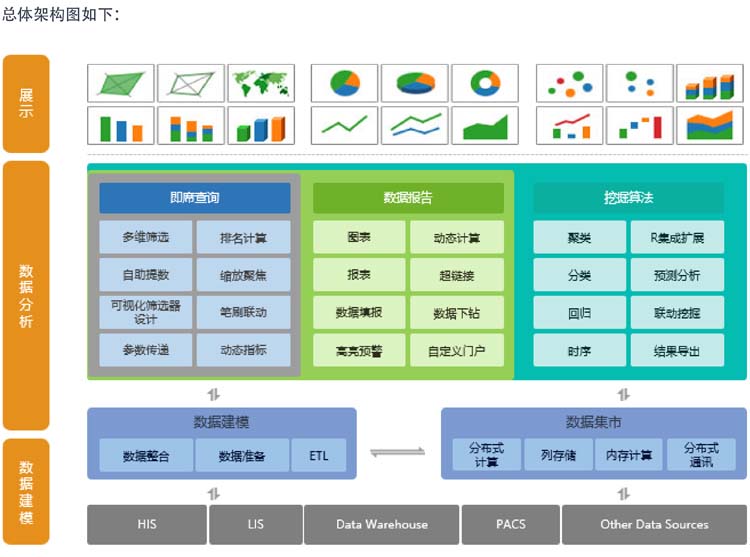 总体架构图如下：
展示
数据分析
即席查询
数据报告
挖掘算法
多维筛选
排名计算
图表
动态计算
聚类
R集成扩展
自助提数
缩放聚焦
报表
超链接
分类
预测分析
可视化筛选器
设计
笔刷联动
数据填报
数据下钻
回归
联动挖掘
参数传递
动态指标
高亮预警
自定义门户
时序
结果导出
数据建模
数据建模
数据整合
数据准备
ETL
数据集市
分布式
计算
列存储
内存计算
分布式
通讯
HIS
LIS
Data Warehouse
PACS
Other Data Sources